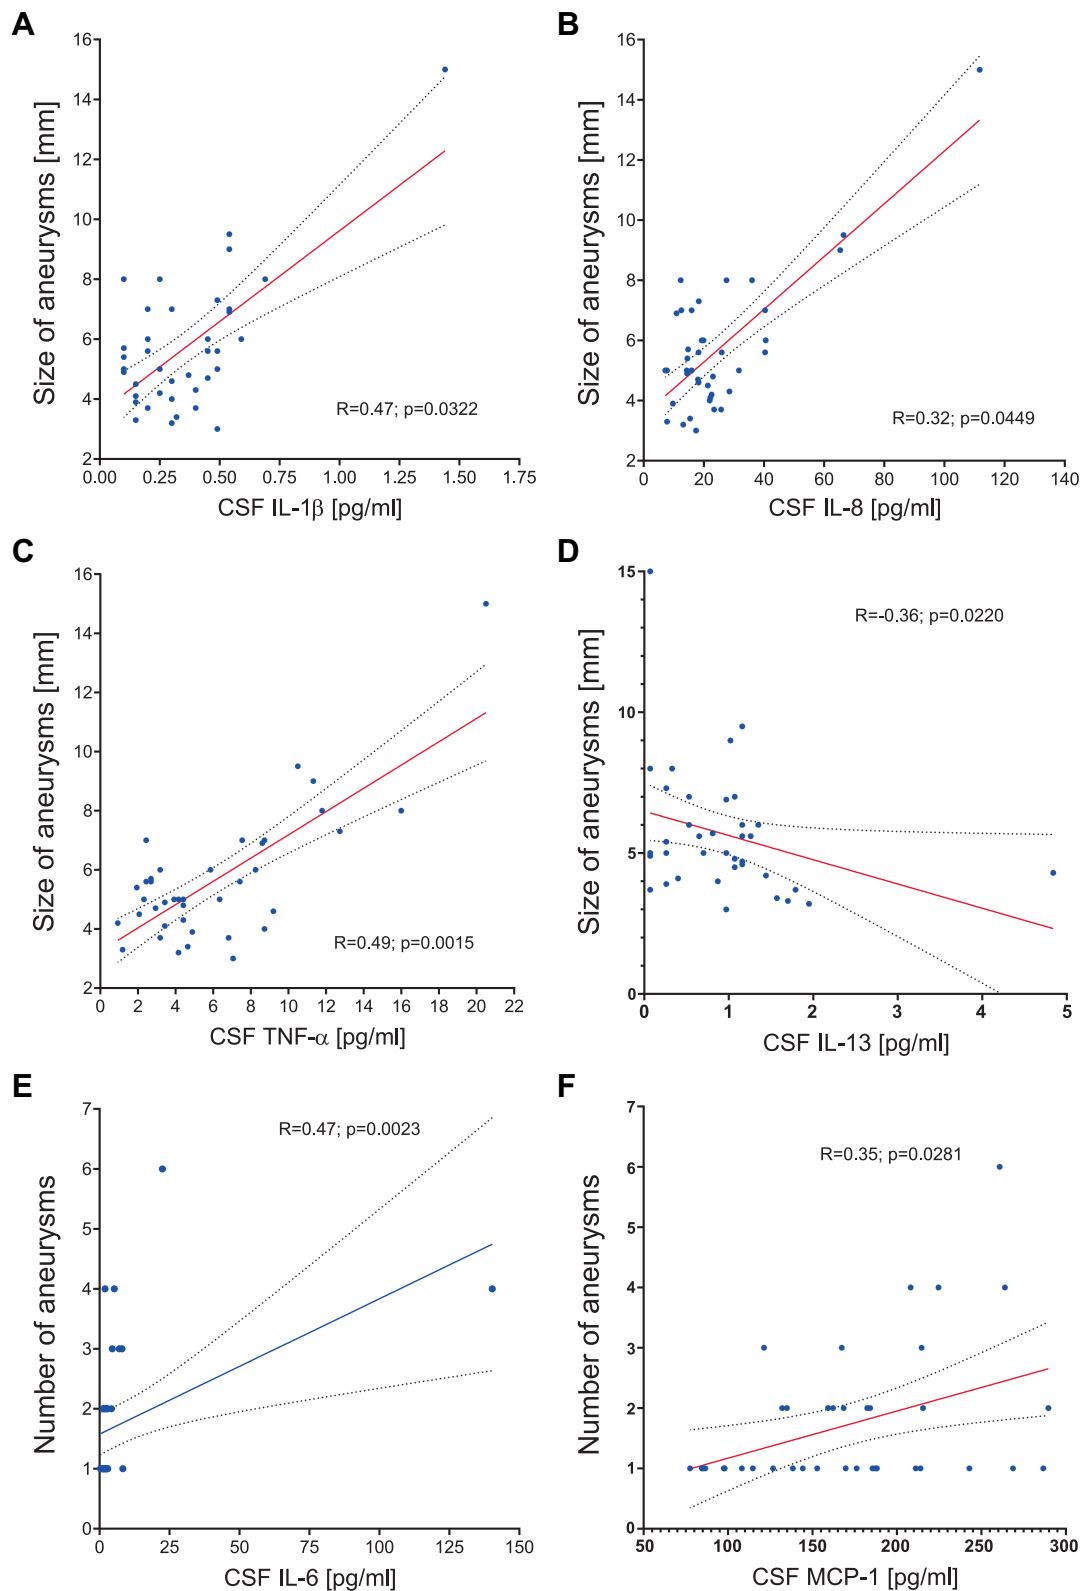 A
16
14
12
10
8
6
4
2
Size of aneurysms [mm]
R=0.47; p=0.0322
0.00 0.25 0.50 0.75 1.00 1.25 1.50 1.75
CSF IL-1β [pg/ml]
B
16
14
12
10
8
6
4
2
Size of aneurysms [mm]
R=0.32; p=0.0449
0 20 40 60 80 100 120 140
CSF IL-8 [pg/ml]
C
16
14
12
10
8
6
4
2
Size of aneurysms [mm]
R=0.49; p=0.0015
0 2 4 6 8 10 12 14 16 18 20 22
CSF TNF-α [pg/ml]
D
15
10
5
0
Size of aneurysms [mm]
R=-0.36; p=0.0220
0 1 2 3 4 5
CSF IL-13 [pg/ml]
E
7
6
5
4
3
2
1
0
Number of aneurysms
R=0.47; p=0.0023
0 25 50 75 100 125 150
CSF IL-6 [pg/ml]
F
7
6
5
4
3
2
1
0
Number of aneurysms
R=0.35; p=0.0281
50 100 150 200 250 300
CSF MCP-1 [pg/ml]